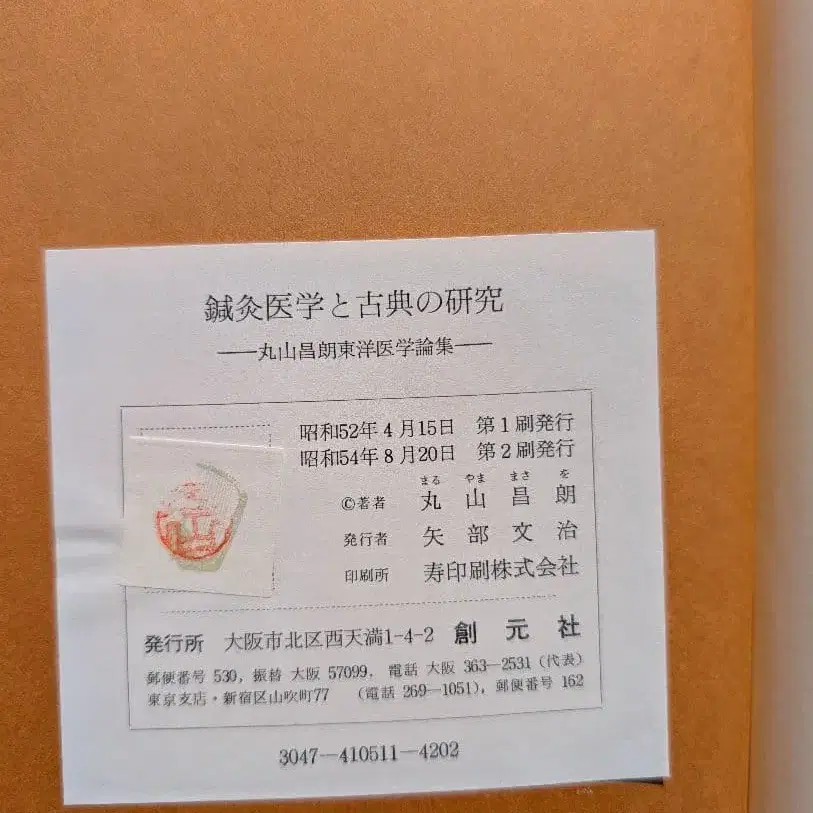 鍼灸医学と古典の研究
——丸山昌朗東洋医学論集——
昭和52年4月15日 第1刷発行
昭和54年8月20日 第2刷発行
まる やま まさ を
©著者 丸山昌朗
発行者 矢部文治
印刷所 寿印刷株式会社
発行所 大阪市北区西天満1-4-2 創元社
郵便番号 530, 振替 大阪 57099, 電話 大阪 363—2531(代表)
東京支店・新宿区山吹町77 (電話 269—1051), 郵便番号 162
3047—410511—4202